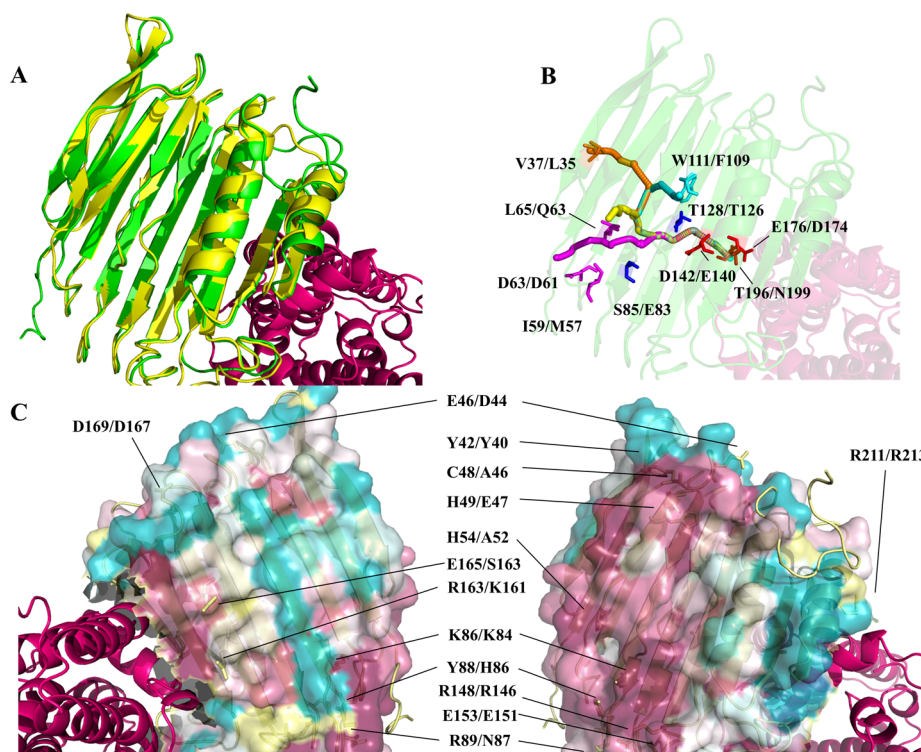 A
B
V37/L35
W111/F109
L65/Q63
T128/T126
E176/D174
D63/D61
D142/E140
T196/N199
S85/E83
I59/M57
C
D169/D167
E46/D44
Y42/Y40
C48/A46
R211/R21
H49/E47
H54/A52
E165/S163
R163/K161
K86/K84
Y88/H86
R148/R146
E153/E151
R89/N87